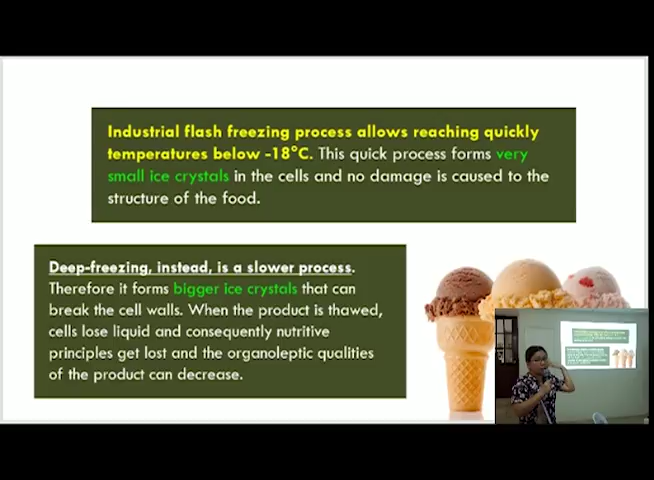 Industrial flash freezing process allows reaching quickly
temperatures below -18°C. This quick process forms very
small ice crystals in the cells and no damage is caused to the
structure of the food.
Deep-freezing, instead, is a slower process.
Therefore it forms bigger ice crystals that can
break the cell walls. When the product is thawed,
cells lose liquid and consequently nutritive
principles get lost and the organoleptic qualities
of the product can decrease.